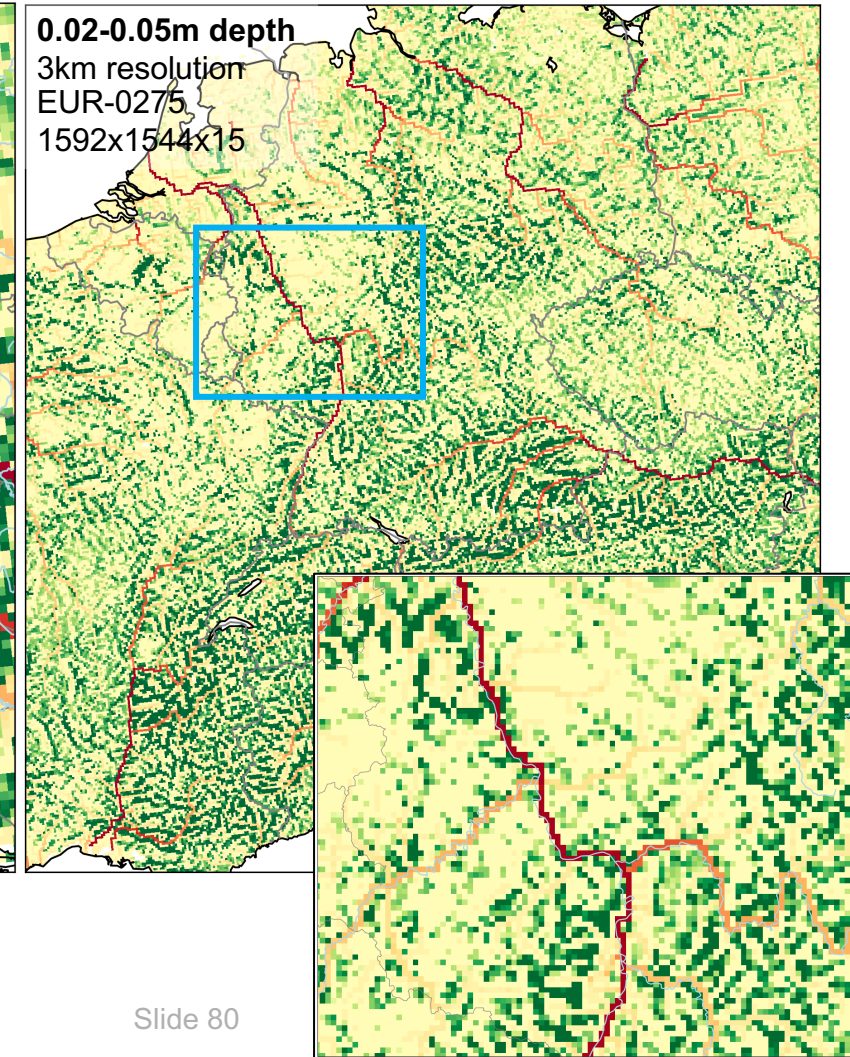 0.02-0.05m depth
3km resolution
EUR-0275
1592x1544x15
Slide 80